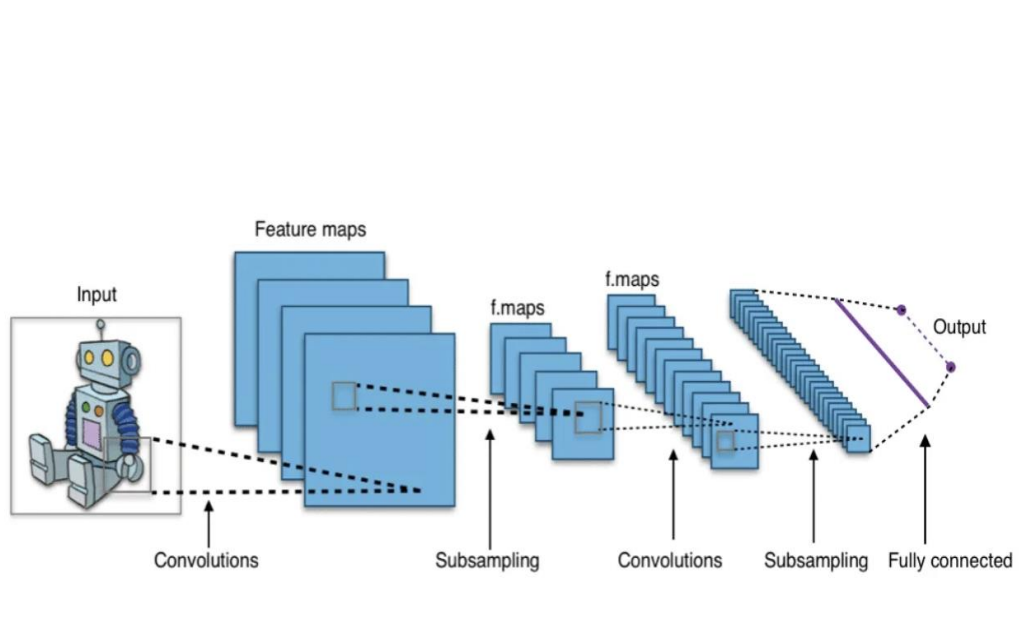 Feature maps
f.maps
Input
f.maps
Output
Convolutions
Subsampling
Convolutions
Subsampling
Fully connected